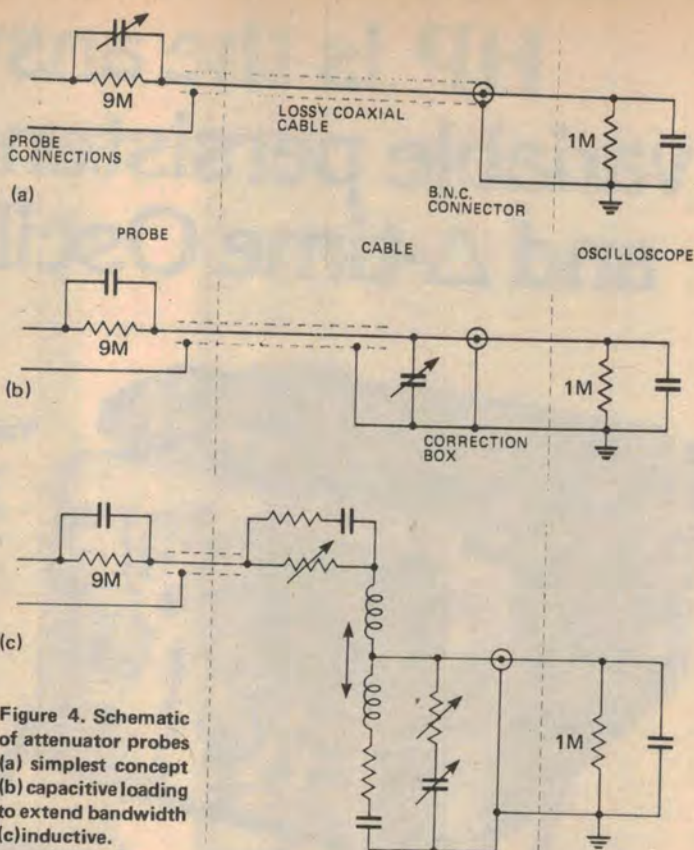 9M
PROBE
CONNECTIONS
LOSSY COAXIAL
CABLE
B.N.C.
CONNECTOR
1M
(a)
PROBE
CABLE
OSCILLOSCOPE
9M
1M
(b)
CORRECTION
BOX
9M
(c)
1M
Figure 4. Schematic
of attenuator probes
(a) simplest concept
(b) capacitive loading
to extend bandwidth
(c)inductive.